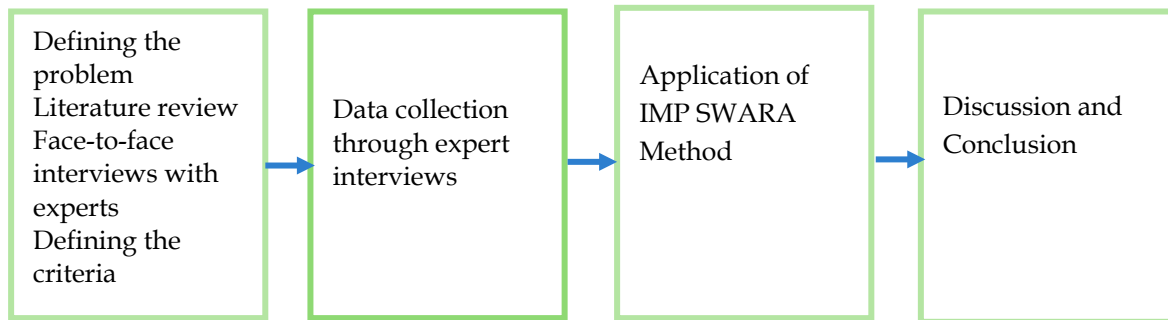 Defining the
problem
Literature review
Face-to-face
interviews with
experts
Defining the
criteria
Data collection
through expert
interviews
Application of
IMP SWARA
Method
Discussion and
Conclusion